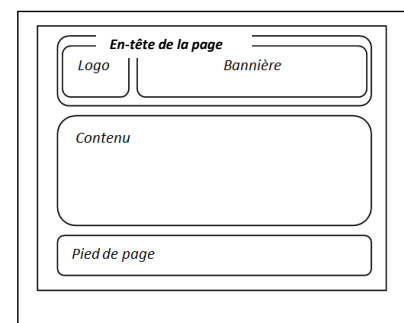 En-tête de la page
Logo Bannière
Contenu
Pied de page